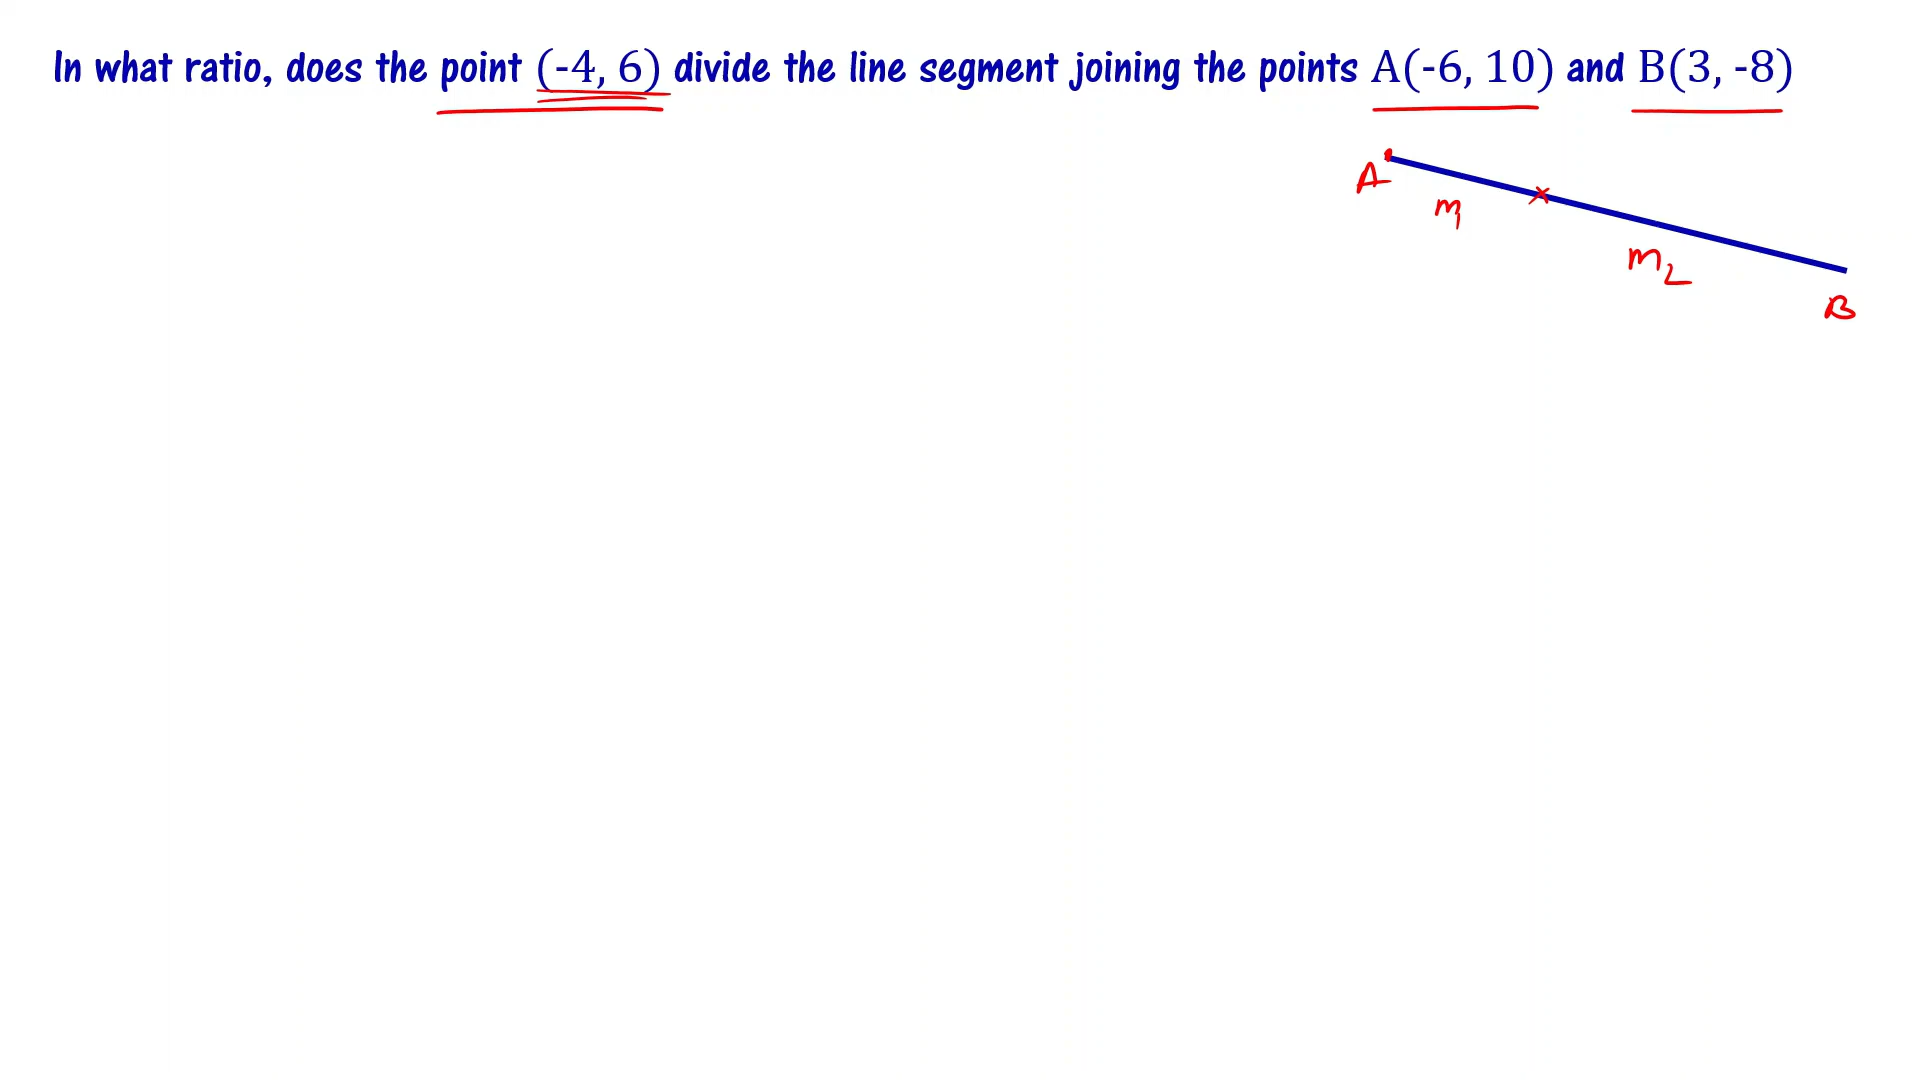 In what ratio, does the point (-4, 6) divide the line segment joining the points A(-6, 10) and B(3, -8)
A
m1
m2
B